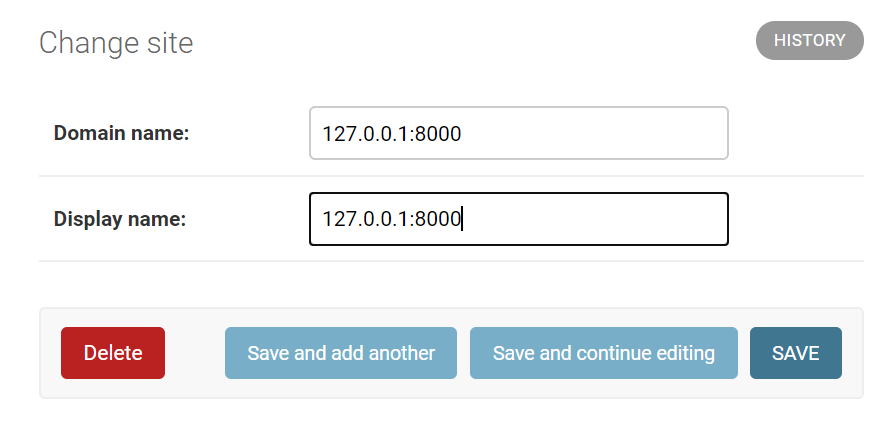 Change site
HISTORY
Domain name:
127.0.0.1:8000
Display name:
127.0.0.1:8000
Delete
Save and add another
Save and continue editing
SAVE